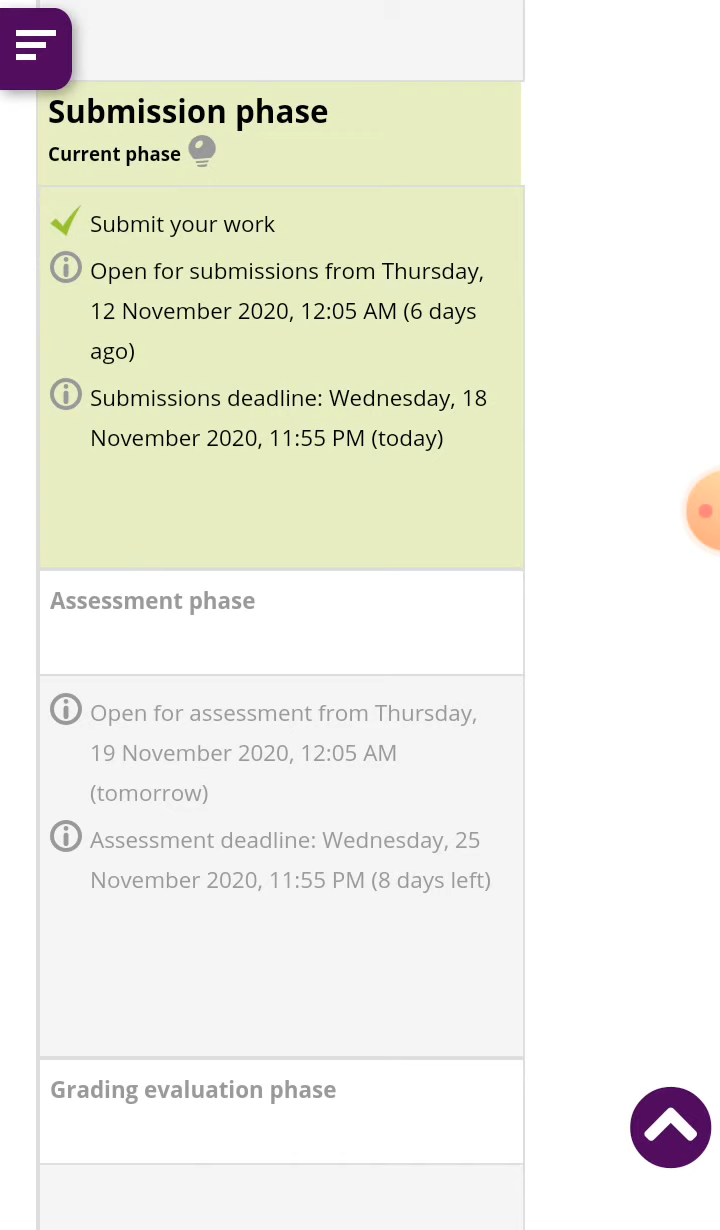 Submission phase
Current phase
Submit your work
Open for submissions from Thursday,
12 November 2020, 12:05 AM (6 days
ago)
Submissions deadline: Wednesday, 18
November 2020, 11:55 PM (today)
Assessment phase
Open for assessment from Thursday,
19 November 2020, 12:05 AM
(tomorrow)
Assessment deadline: Wednesday, 25
November 2020, 11:55 PM (8 days left)
Grading evaluation phase